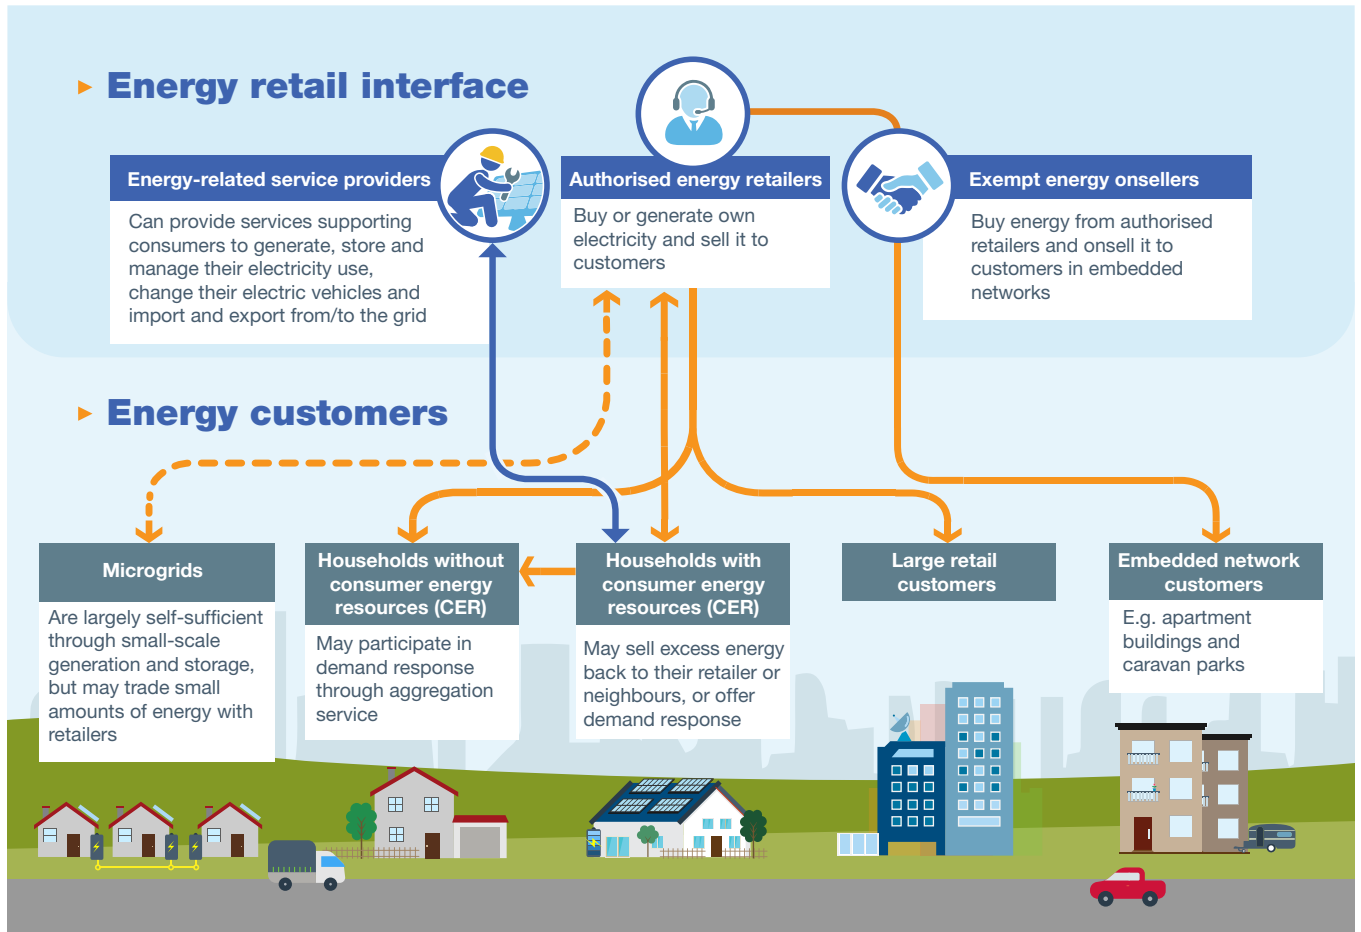 Energy retail interface
Energy-related service providers
Can provide services supporting
consumers to generate, store and
manage their electricity use,
change their electric vehicles and
import and export from/to the grid
Authorised energy retailers
Buy or generate own
electricity and sell it to
customers
Exempt energy onsellers
Buy energy from authorised
retailers and onsell it to
customers in embedded
networks
Energy customers
Microgrids
Are largely self-sufficient
through small-scale
generation and storage,
but may trade small
amounts of energy with
retailers
Households without
consumer energy
resources (CER)
May participate in
demand response
through aggregation
service
Households with
consumer energy
resources (CER)
May sell excess energy
back to their retailer or
neighbours, or offer
demand response
Large retail
customers
Embedded network
customers
E.g. apartment
buildings and
caravan parks